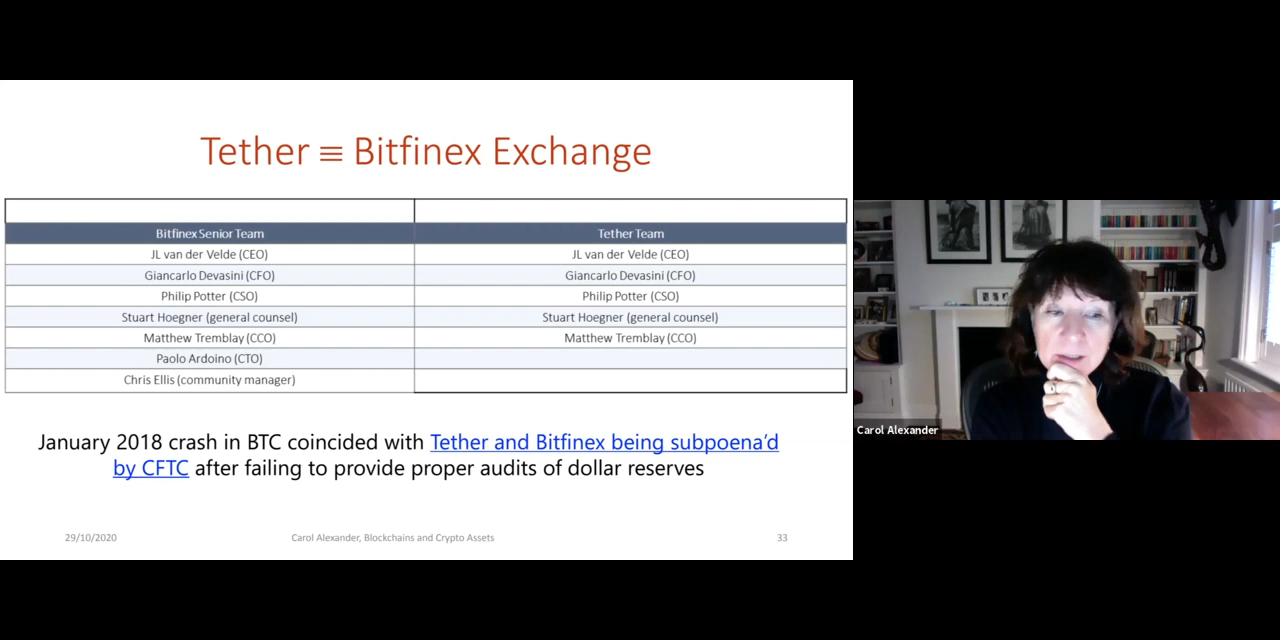 Tether ≡ Bitfinex Exchange
Bitfinex Senior Team
Tether Team
JL van der Velde (CEO)
JL van der Velde (CEO)
Giancarlo Devasini (CFO)
Giancarlo Devasini (CFO)
Philip Potter (CSO)
Philip Potter (CSO)
Stuart Hoegner (general counsel)
Stuart Hoegner (general counsel)
Matthew Tremblay (CCO)
Matthew Tremblay (CCO)
Paolo Ardoino (CTO)
Chris Ellis (community manager)
January 2018 crash in BTC coincided with Tether and Bitfinex being subpoena’d
by CFTC after failing to provide proper audits of dollar reserves
29/10/2020
Carol Alexander, Blockchains and Crypto Assets
33
Carol Alexander